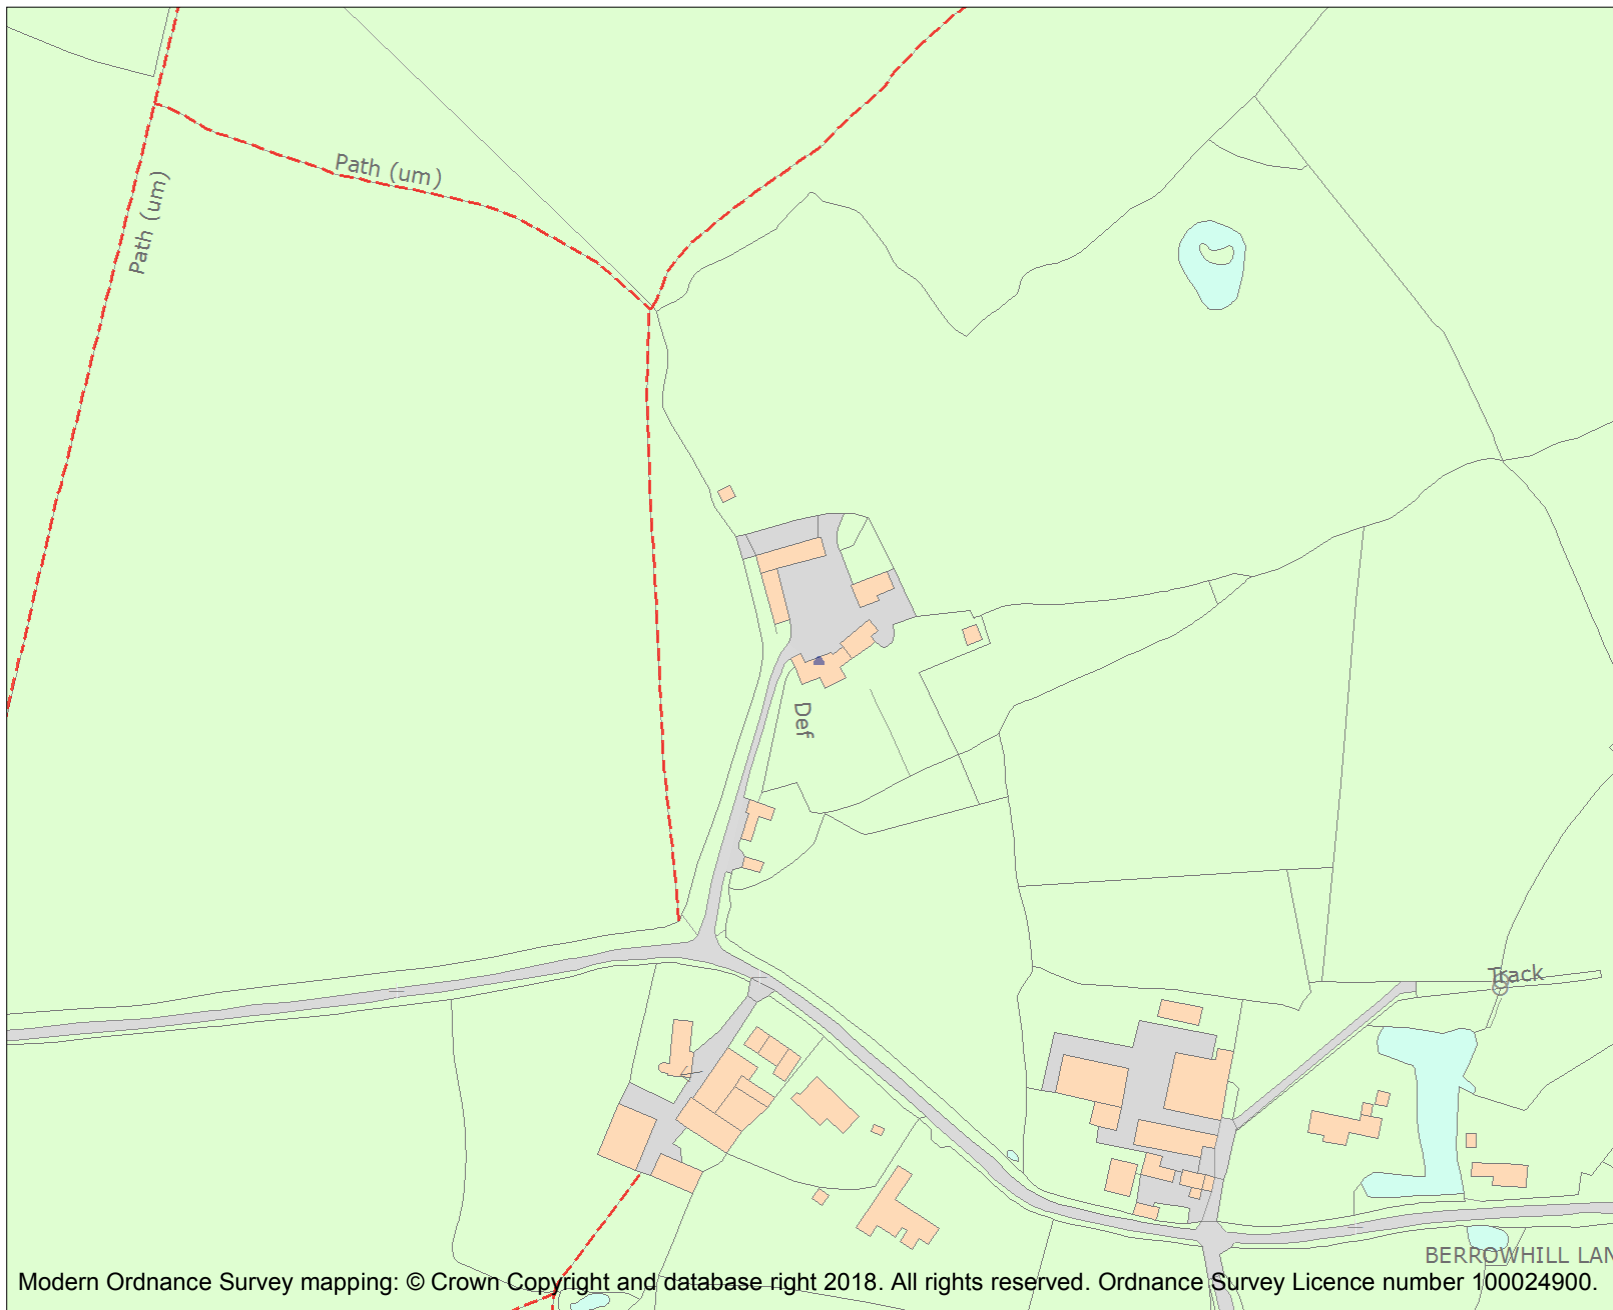 Path (um)
Path (um)
Def
Track
BERROWHILL LAN
Modern Ordnance Survey mapping: © Crown Copyright and database right 2018. All rights reserved. Ordnance Survey Licence number 100024900.